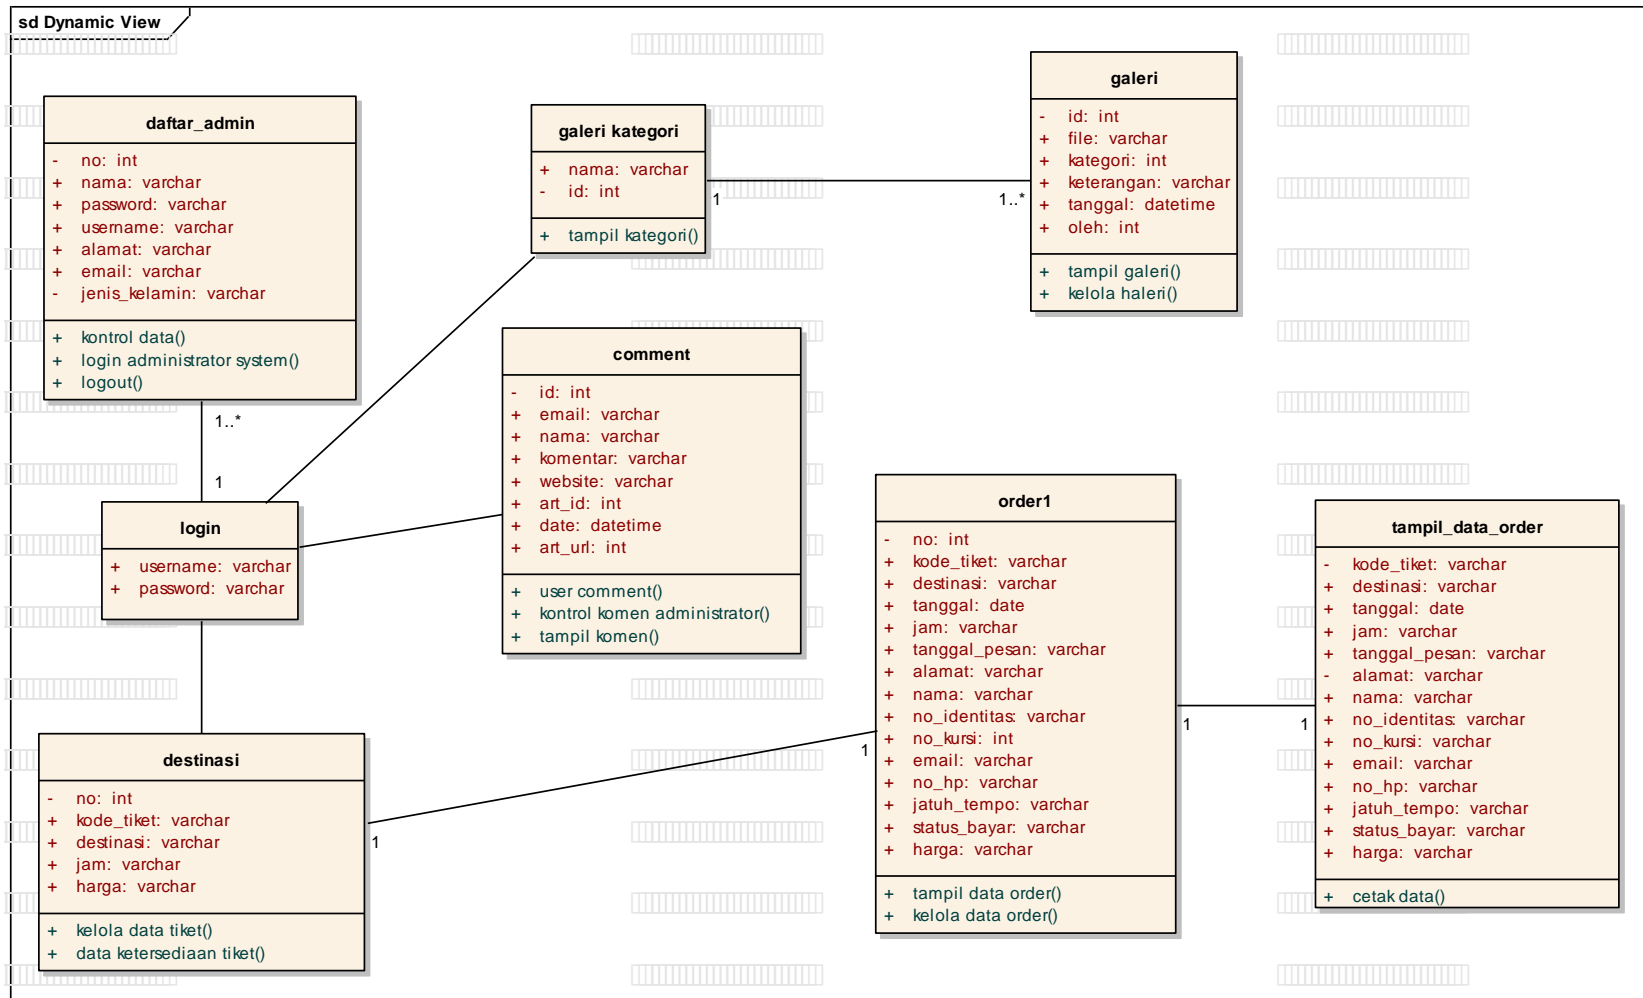 sd Dynamic View
daftar_admin
- no: int
+ nama: varchar
+ password: varchar
+ username: varchar
+ alamat: varchar
+ email: varchar
- jenis_kelamin: varchar
+ kontrol data()
+ login administrator system()
+ logout()
1..*
1
galeri kategori
+ nama: varchar
- id: int
+ tampil kategori()
1
1..*
galeri
- id: int
+ file: varchar
+ kategori: int
+ keterangan: varchar
+ tanggal: datetime
+ oleh: int
+ tampil galeri()
+ kelola haleri()
comment
- id: int
+ email: varchar
+ nama: varchar
+ komentar: varchar
+ website: varchar
+ art_id: int
+ date: datetime
+ art_url: int
+ user comment()
+ kontrol komen administrator()
+ tampil komen()
login
+ username: varchar
+ password: varchar
destinasi
- no: int
+ kode_tiket: varchar
+ destinasi: varchar
+ jam: varchar
+ harga: varchar
+ kelola data tiket()
+ data ketersediaan tiket()
1
1
order1
- no: int
+ kode_tiket: varchar
+ destinasi: varchar
+ tanggal: date
+ jam: varchar
+ tanggal_pesan: varchar
+ alamat: varchar
+ nama: varchar
+ no_identitas: varchar
+ no_kursi: int
+ email: varchar
+ no_hp: varchar
+ jatuh_tempo: varchar
+ status_bayar: varchar
+ harga: varchar
+ tampil data order()
+ kelola data order()
1
1
tampil_data_order
- kode_tiket: varchar
+ destinasi: varchar
+ tanggal: date
+ jam: varchar
+ tanggal_pesan: varchar
- alamat: varchar
+ nama: varchar
+ no_identitas: varchar
+ no_kursi: varchar
+ email: varchar
+ no_hp: varchar
+ jatuh_tempo: varchar
+ status_bayar: varchar
+ harga: varchar
+ cetak data()